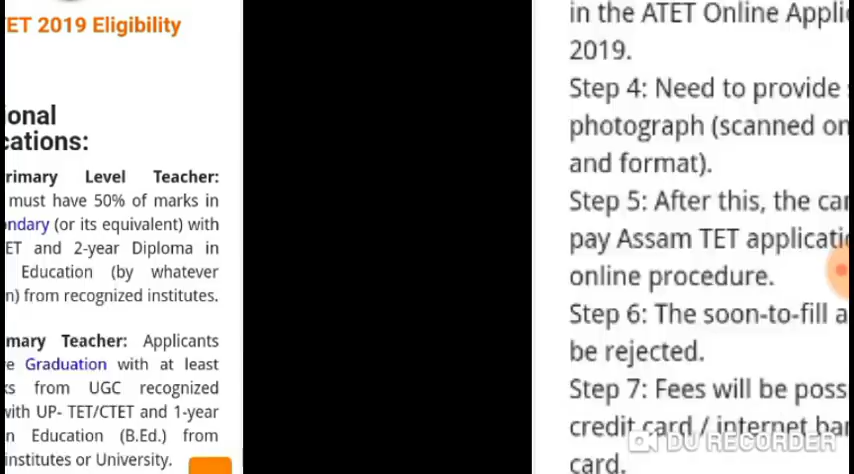 ET 2019 Eligibility
ional
cations:
rimary Level Teacher:
must have 50% of marks in
ndary (or its equivalent) with
ET and 2-year Diploma in
Education (by whatever
n) from recognized institutes.
mary Teacher: Applicants
e Graduation with at least
ks from UGC recognized
with UP- TET/CTET and 1-year
n Education (B.Ed.) from
institutes or University.
in the ATET Online Appli
2019.
Step 4: Need to provide
photograph (scanned on
and format).
Step 5: After this, the ca
pay Assam TET applicati
online procedure.
Step 6: The soon-to-fill a
be rejected.
Step 7: Fees will be poss
credit card / internet ban
card.
DU RECORDER